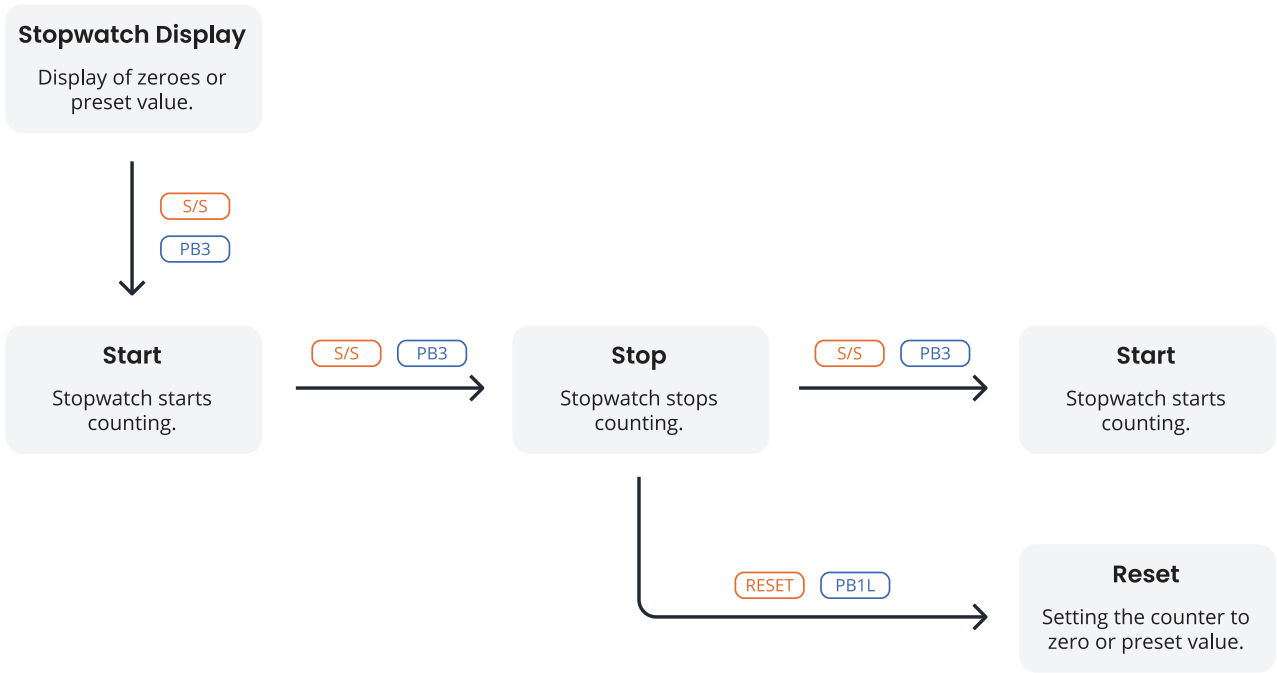 Stopwatch Display
Display of zeroes or
preset value.
S/S
PB3
Start
Stopwatch starts
counting.
S/S PB3
Stop
Stopwatch stops
counting.
S/S PB3
Start
Stopwatch starts
counting.
RESET PB1L
Reset
Setting the counter to
zero or preset value.